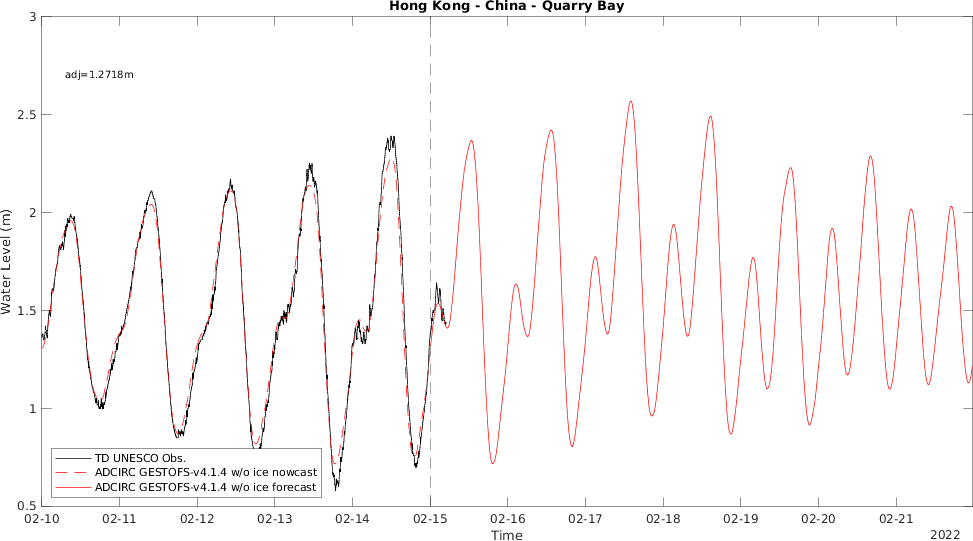 Hong Kong - China - Quarry Bay
3
adj=1.2718m
2.5
2
Water Level (m)
1.5
1
TD UNESCO Obs.
ADCIRC GESTOFS-v4.1.4 w/o ice nowcast
ADCIRC GESTOFS-v4.1.4 w/o ice forecast
0.5
02-10 02-11 02-12 02-13 02-14 02-15 02-16 02-17 02-18 02-19 02-20 02-21
Time
2022